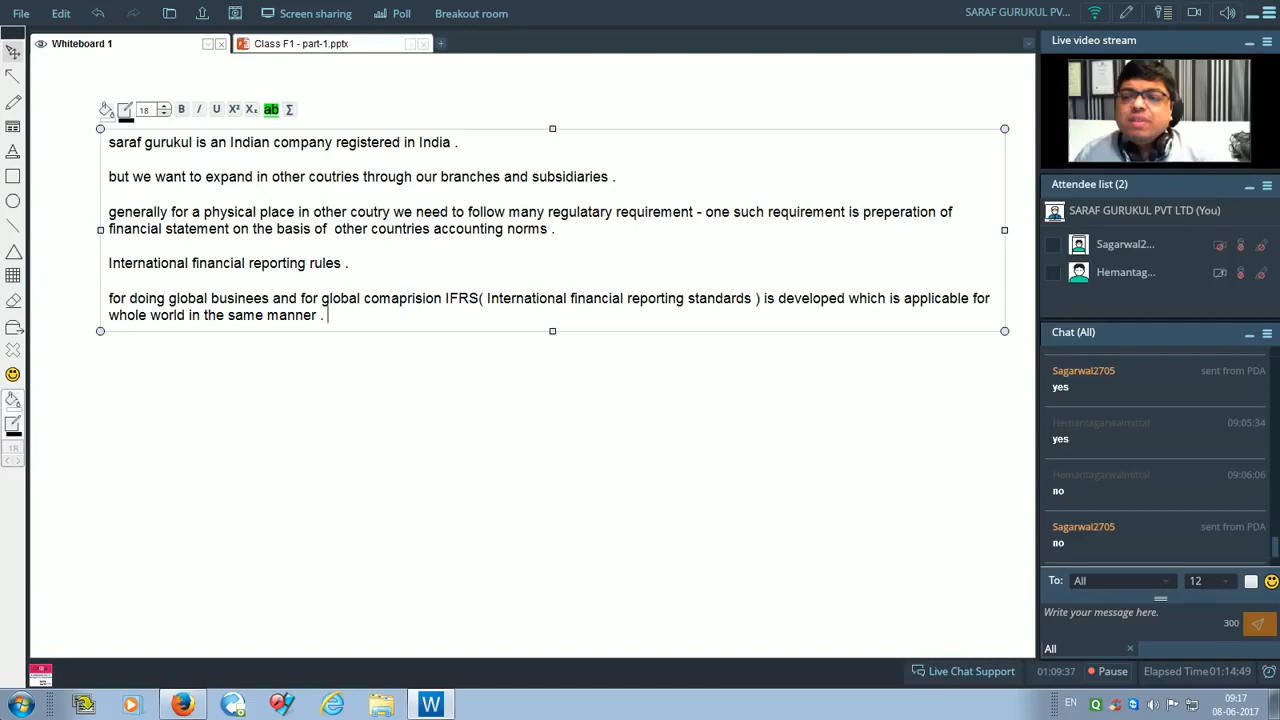 File
Edit
Screen sharing
Poll
Breakout room
SARAF GURUKUL PV...
Whiteboard 1
Class F1 - part-1.pptx
Live video stream
18 B I U X² X₂ ab Σ
saraf gurukul is an Indian company registered in India .
but we want to expand in other coutries through our branches and subsidiaries .
generally for a physical place in other coutry we need to follow many regulatary requirement - one such requirement is preperation of
financial statement on the basis of other countries accounting norms .
International financial reporting rules .
for doing global businees and for global comaprision IFRS( International financial reporting standards ) is developed which is applicable for
whole world in the same manner .
Attendee list (2)
SARAF GURUKUL PVT LTD (You)
Sagarwal2...
Hemantag...
Chat (All)
Sagarwal2705 sent from PDA
yes
Hemantagarwalmittal 09:05:34
yes
Hemantagarwalmittal 09:06:06
no
Sagarwal2705 sent from PDA
no
To: All 12
Write your message here.
300
All
18
Live Chat Support
01:09:37
Pause
Elapsed Time 01:14:49
W
EN
09:17
08-06-2017